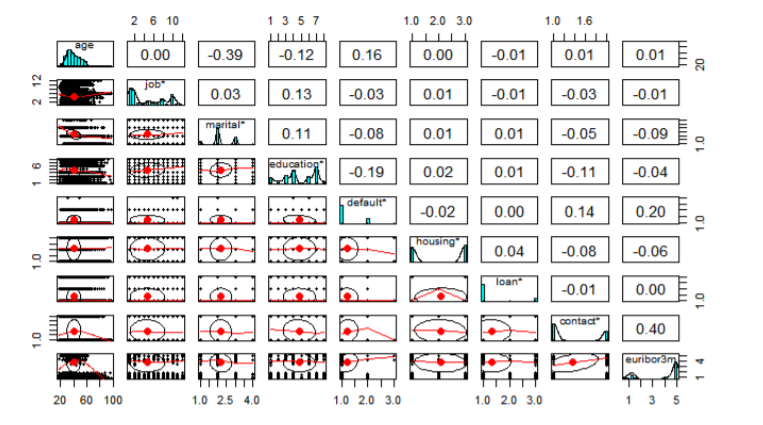 2 6 10 1 3 5 7 1.0 2.0 3.0 1.0 1.6
age 0.00 -0.39 -0.12 0.16 0.00 -0.01 0.01 0.01 20
2 12 job* 0.03 0.13 -0.03 0.01 -0.01 -0.03 -0.01
marital* 0.11 -0.08 0.01 0.01 -0.05 -0.09 1.0
1 6 education* -0.19 0.02 0.01 -0.11 -0.04
default* -0.02 0.00 0.14 0.20 1.0
1.0 housing* 0.04 -0.08 -0.06
loan* -0.01 0.00 1.0
1.0 contact* 0.40
euribor3m 1 4
20 60 100 1.0 2.5 4.0 1.0 2.0 3.0 1.0 2.0 3.0 1 3 5